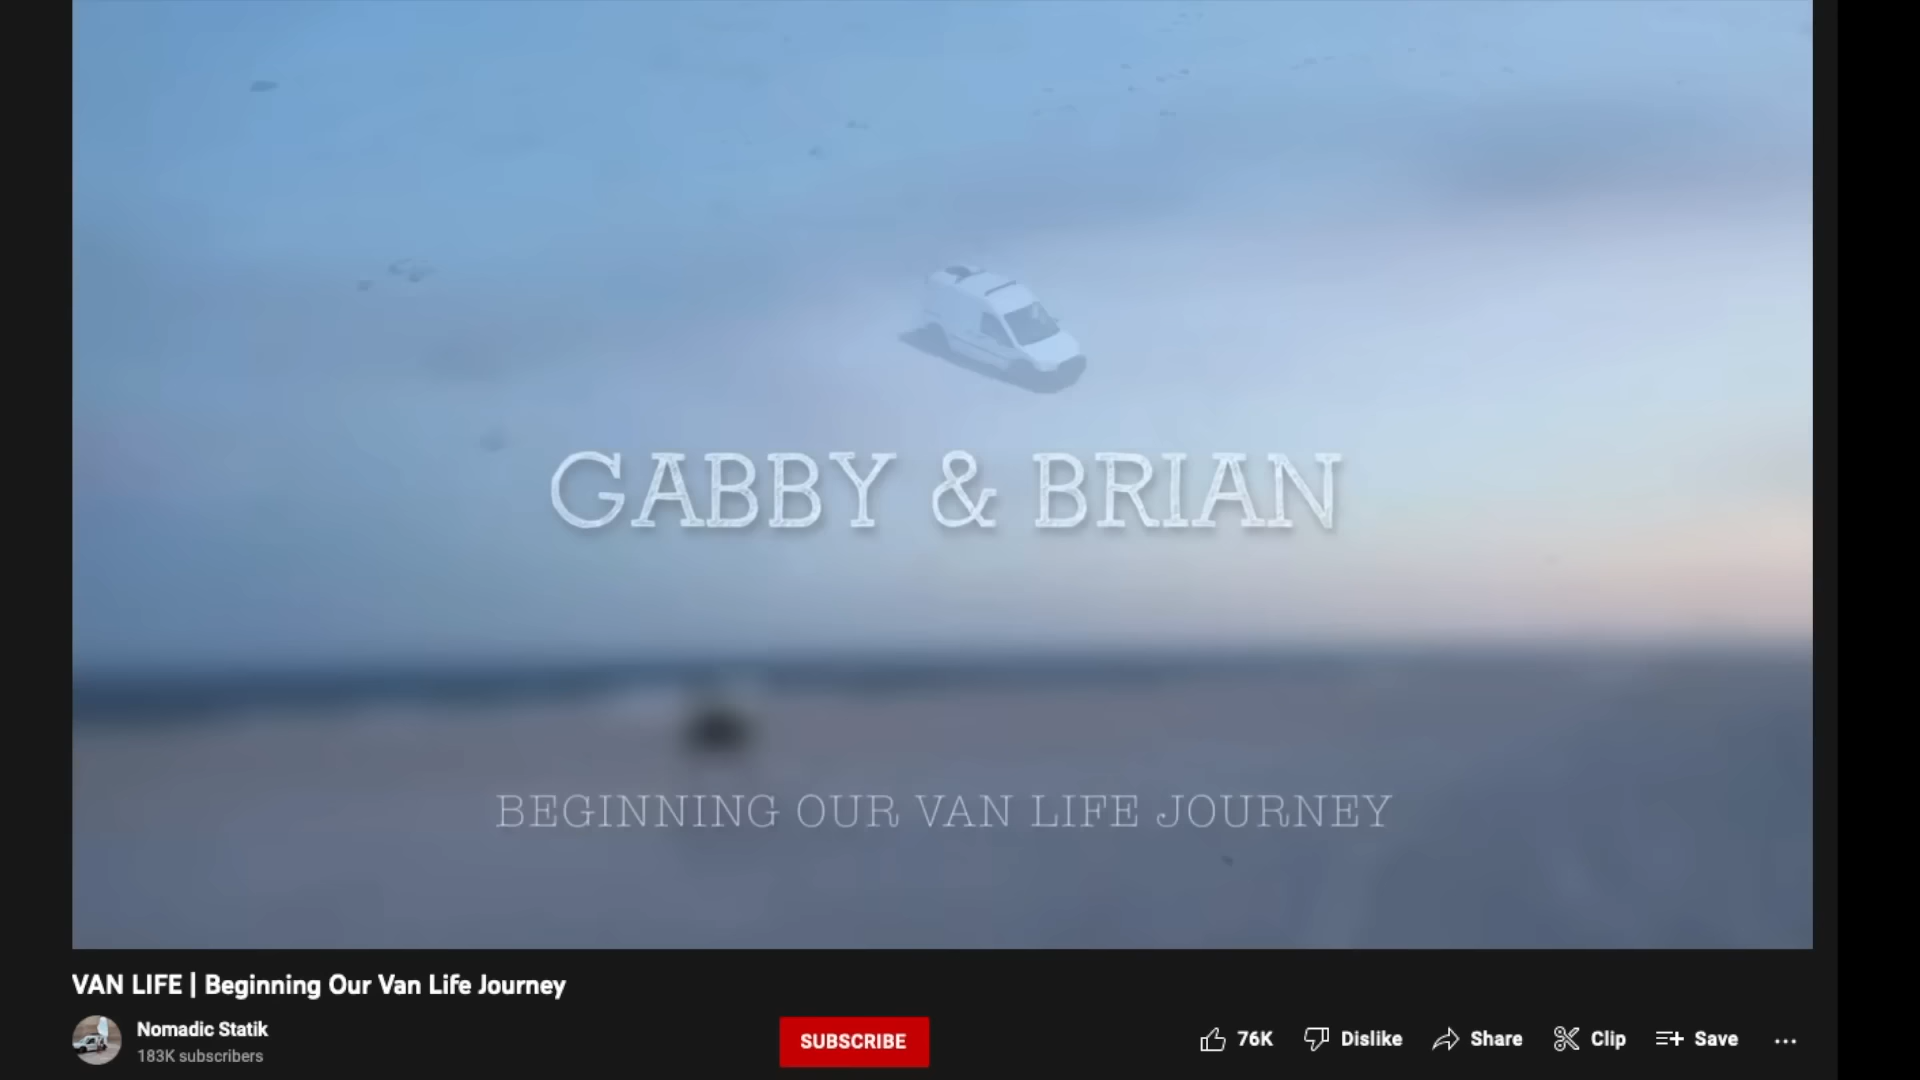 GABBY & BRIAN
BEGINNING OUR VAN LIFE JOURNEY
VAN LIFE | Beginning Our Van Life Journey
Nomadic Statik
183K subscribers
SUBSCRIBE
76K
Dislike
Share
Clip
Save